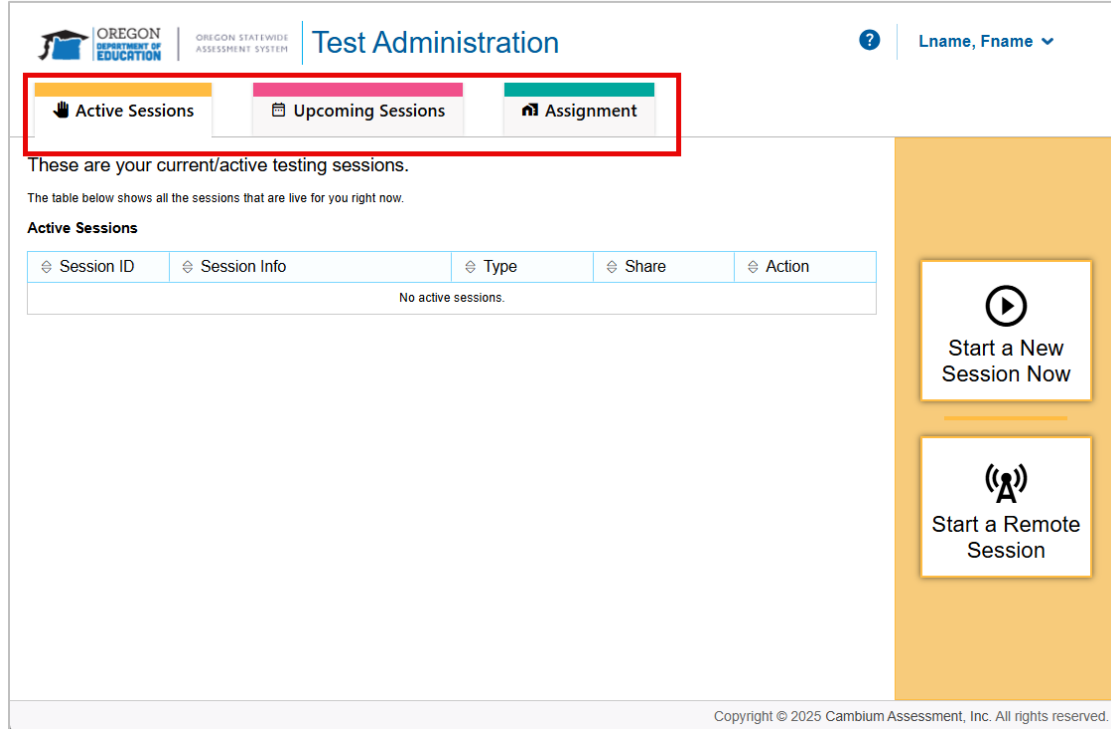 OREGON
DEPARTMENT OF
EDUCATION
OREGON STATEWIDE
ASSESSMENT SYSTEM
Test Administration
?
Lname, Fname
Active Sessions
Upcoming Sessions
Assignment
These are your current/active testing sessions.
The table below shows all the sessions that are live for you right now.
Active Sessions
Session ID Session Info Type Share Action
No active sessions.
Start a New
Session Now
Start a Remote
Session
Copyright © 2025 Cambium Assessment, Inc. All rights reserved.